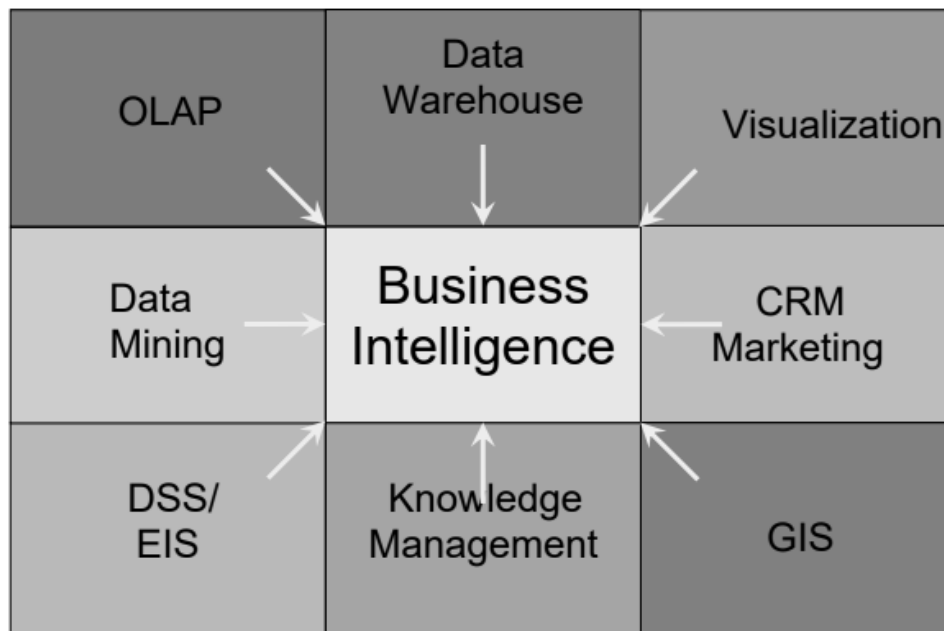 OLAP
Data
Warehouse
Visualization
Data
Mining
Business
Intelligence
CRM
Marketing
DSS/
EIS
Knowledge
Management
GIS